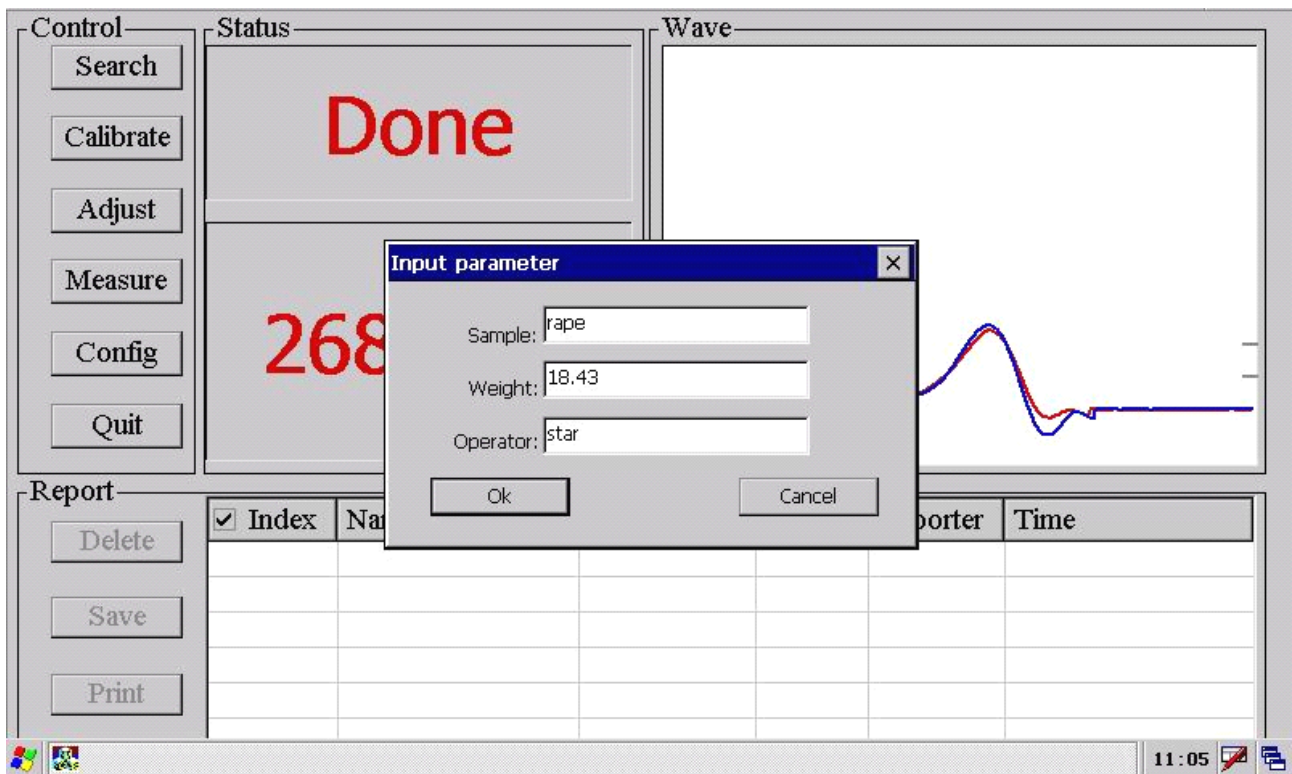 Control
Status
Wave
Search
Calibrate
Adjust
Measure
Config
Quit
Done
268
Input parameter
Sample: rape
Weight: 18.43
Operator: star
Ok
Cancel
Report
Delete
Save
Print
Index
Time
11:05